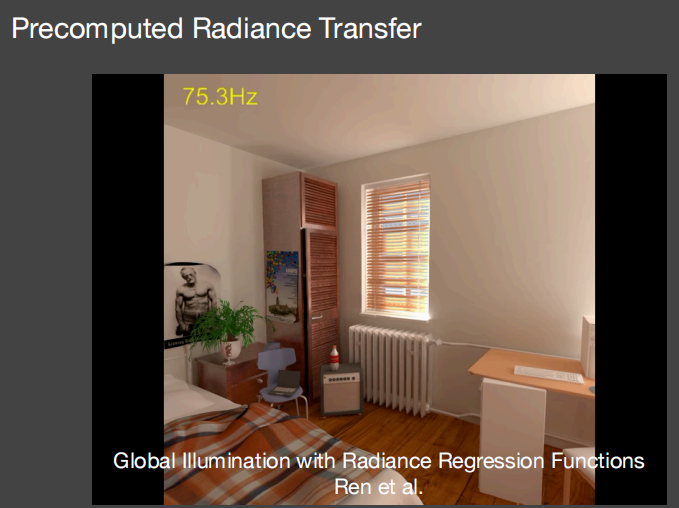 Precomputed Radiance Transfer
75.3Hz
Global Illumination with Radiance Regression Functions
Ren et al.